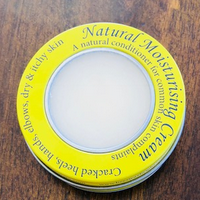 Natural Moisturising Cream
A natural conditioner for common skin complaints
Cracked heels, hands, elbows, dry & itchy skin